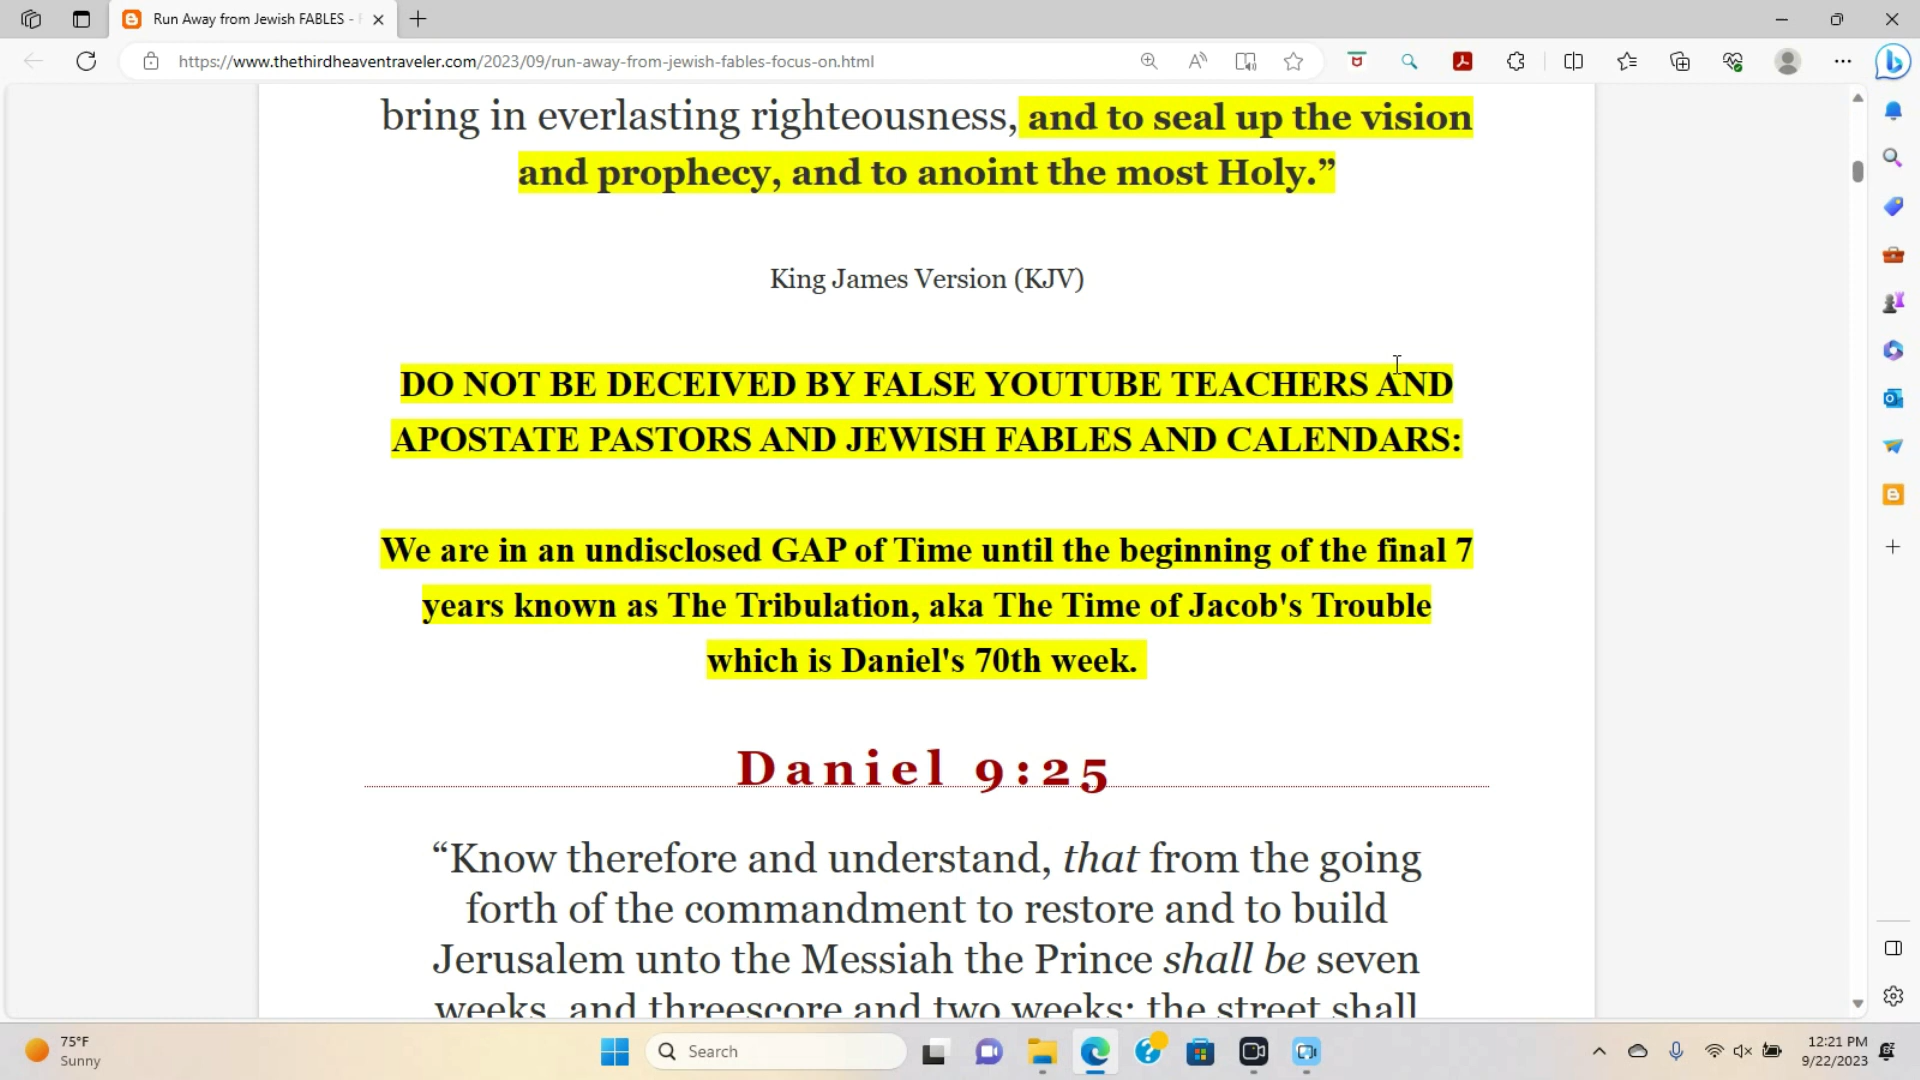 Run Away from Jewish FABLES -
https://www.thethirdheaventraveler.com/2023/09/run-away-from-jewish-fables-focus-on.html
bring in everlasting righteousness, and to seal up the vision
and prophecy, and to anoint the most Holy.”
King James Version (KJV)
DO NOT BE DECEIVED BY FALSE YOUTUBE TEACHERS AND
APOSTATE PASTORS AND JEWISH FABLES AND CALENDARS:
We are in an undisclosed GAP of Time until the beginning of the final 7
years known as The Tribulation, aka The Time of Jacob's Trouble
which is Daniel's 70th week.
Daniel 9:25
“Know therefore and understand, that from the going
forth of the commandment to restore and to build
Jerusalem unto the Messiah the Prince shall be seven
weeks, and threescore and two weeks: the street shall
75°F
Sunny
Search
12:21 PM
9/22/2023